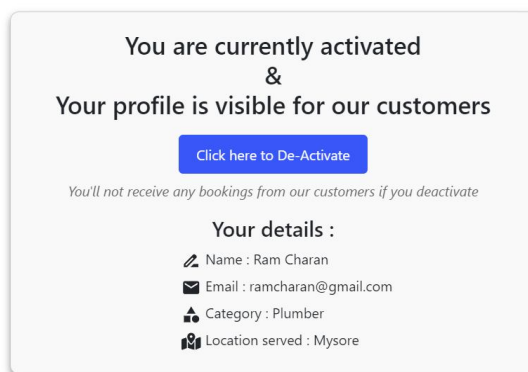 You are currently activated
&
Your profile is visible for our customers
Click here to De-Activate
You'll not receive any bookings from our customers if you deactivate
Your details :
Name : Ram Charan
Email : ramcharan@gmail.com
Category : Plumber
Location served : Mysore